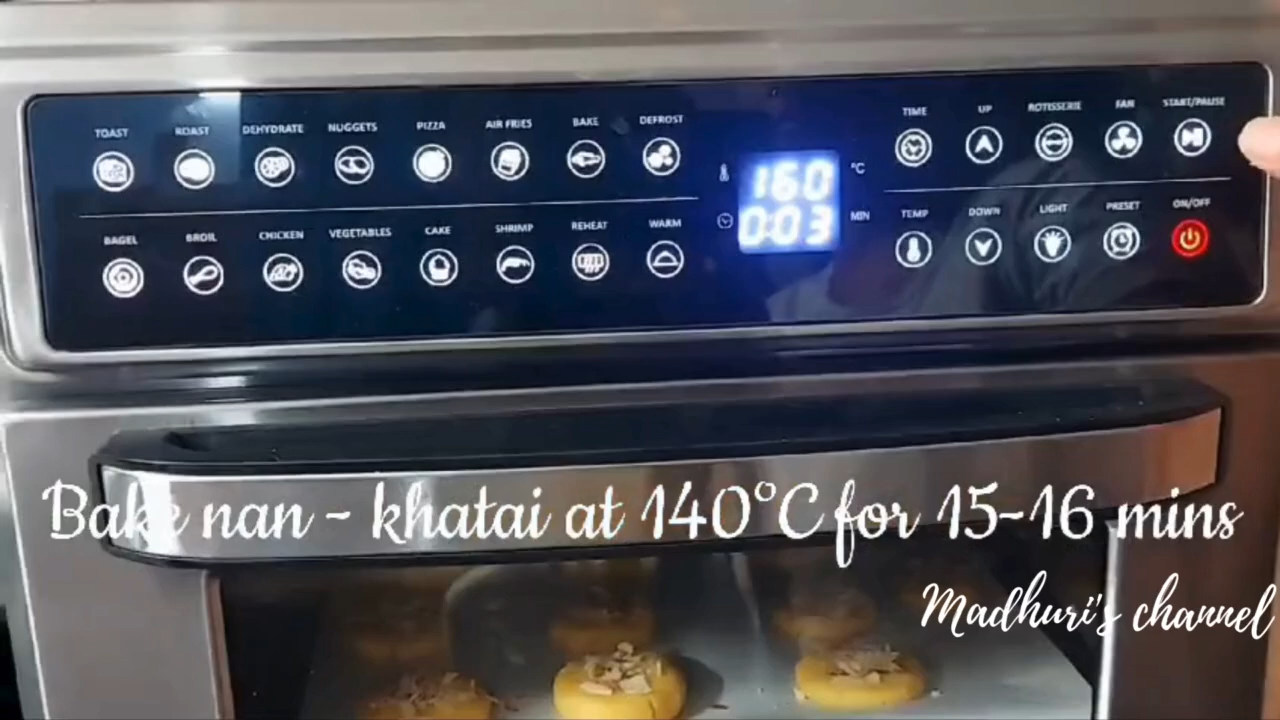 TOAST ROAST DEHYDRATE NUGGETS PIZZA AIR FRIES BAKE DEFROST
BAGEL BROIL CHICKEN VEGETABLES CAKE SHRIMP REHEAT WARM
160 °C
0:03 MIN
TIME UP ROTISSERIE FAN START/PAUSE
TEMP DOWN LIGHT PRESET ON/OFF
Bake nan - khatai at 140°C for 15-16 mins
Madhuri's channel